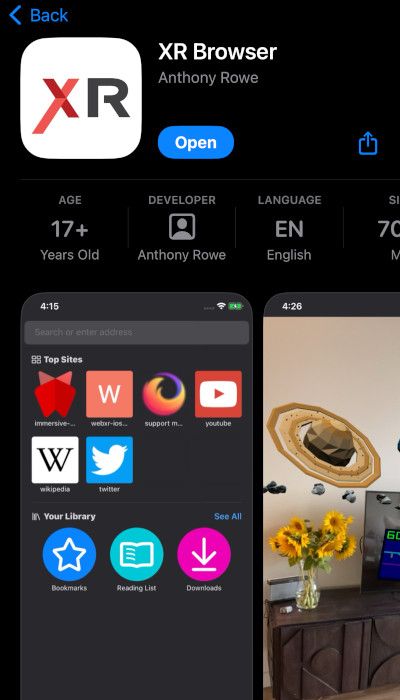 Back
XR
XR Browser
Anthony Rowe
Open
AGE
DEVELOPER
LANGUAGE
SI
17+
EN
70
Years Old
Anthony Rowe
English
M
4:15
4:26
Search or enter address
Top Sites
W
immersive-...
webxr-ios...
support m...
youtube
W
wikipedia
twitter
Your Library
See All
Bookmarks
Reading List
Downloads